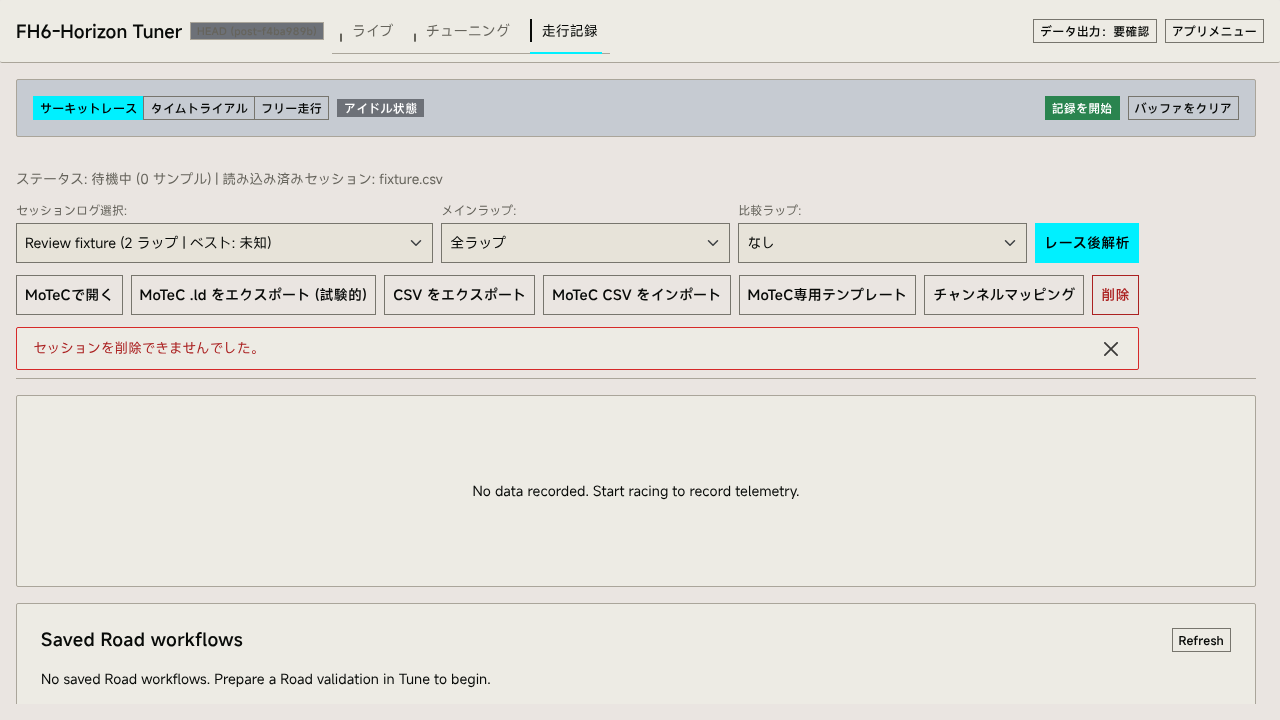 FH6-Horizon Tuner
HEAD (post-f4ba989b)
ライブ
チューニング
走行記録
データ出力: 要確認
アプリメニュー
サーキットレース
タイムトライアル
フリー走行
アイドル状態
記録を開始
バッファをクリア
ステータス: 待機中 (0 サンプル) | 読み込み済みセッション: fixture.csv
セッションログ選択:
メインラップ:
比較ラップ:
Review fixture (2 ラップ | ベスト: 未知)
全ラップ
なし
レース後解析
MoTeCで開く
MoTeC .ld をエクスポート (試験的)
CSV をエクスポート
MoTeC CSV をインポート
MoTeC専用テンプレート
チャンネルマッピング
削除
セッションを削除できませんでした。
No data recorded. Start racing to record telemetry.
Saved Road workflows
Refresh
No saved Road workflows. Prepare a Road validation in Tune to begin.